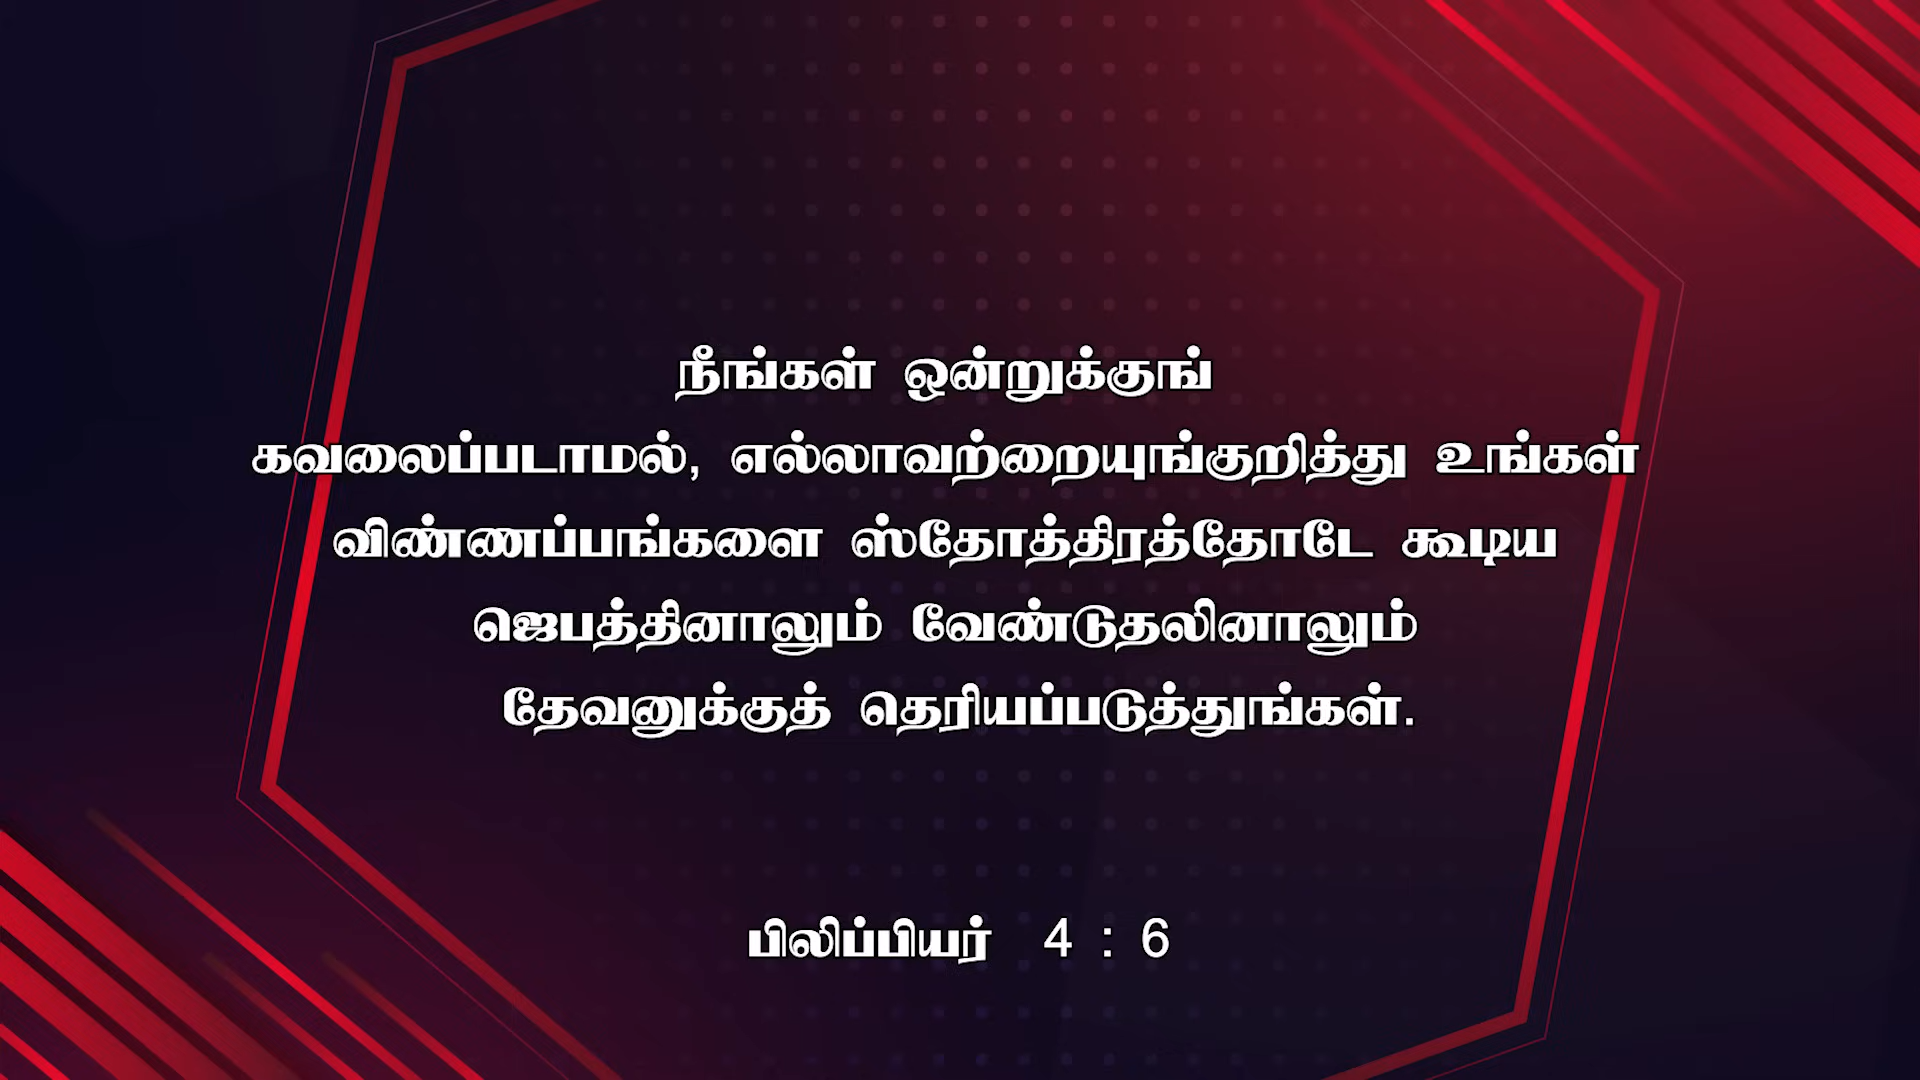 நீங்கள் ஒன்றுக்குங்
கவலைப்படாமல், எல்லாவற்றையுங்குறித்து உங்கள்
விண்ணப்பங்களை ஸ்தோத்திரத்தோடே கூடிய
ஜெபத்தினாலும் வேண்டுதலினாலும்
தேவனுக்குத் தெரியப்படுத்துங்கள்.
பிலிப்பியர் 4 : 6